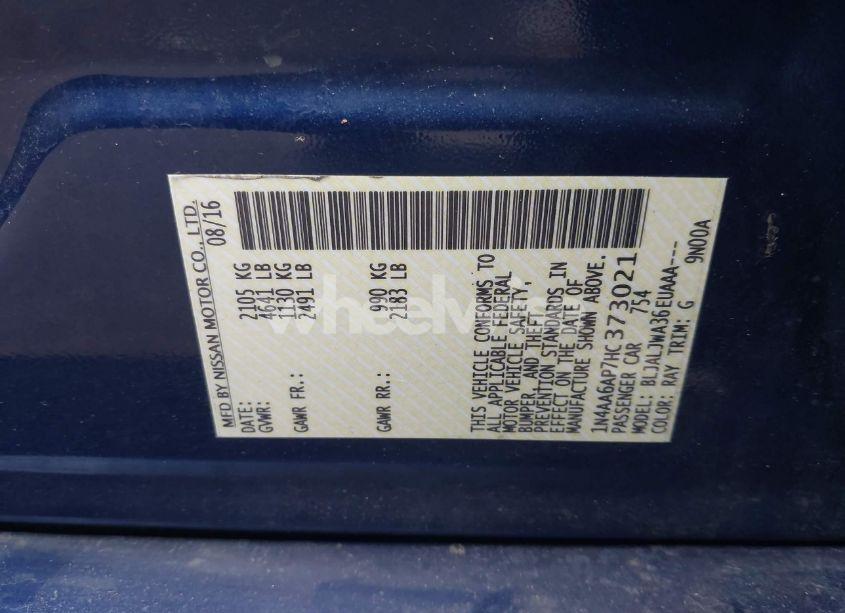 MFD BY NISSAN MOTOR CO., LTD.
DATE: 08/16
GVWR: 2105 KG
4641 LB
GAWR FR.: 1130 KG
2491 LB
GAWR RR.: 990 KG
2183 LB
THIS VEHICLE CONFORMS TO
ALL APPLICABLE FEDERAL
MOTOR VEHICLE SAFETY,
BUMPER, AND THEFT
PREVENTION STANDARDS IN
EFFECT ON THE DATE OF
MANUFACTURE SHOWN ABOVE.
1N4AA6AP7HC373021
PASSENGER CAR 754
MODEL: BLJALJWA36EUAAA---
COLOR: RAY TRIM: G 9N00A